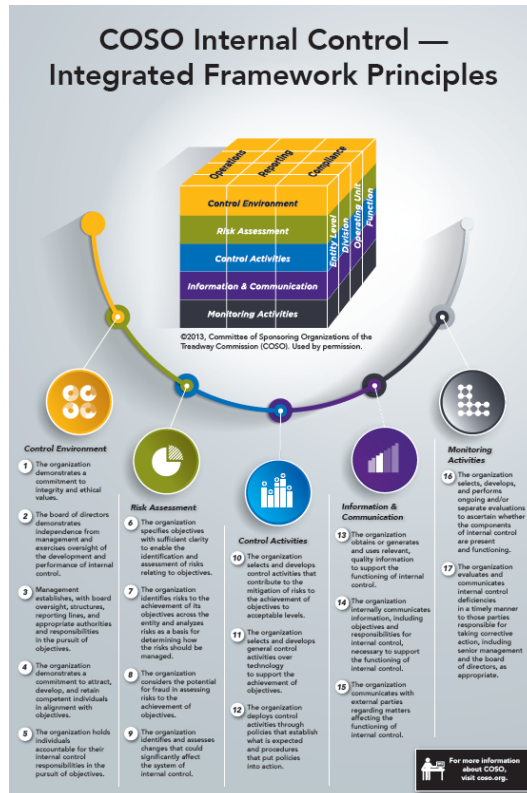 COSO Internal Control —
Integrated Framework Principles
Operations
Reporting
Compliance
Control Environment
Risk Assessment
Control Activities
Information & Communication
Monitoring Activities
Entity Level
Division
Operating Unit
Function
©2013, Committee of Sponsoring Organizations of the
Treadway Commission (COSO). Used by permission.
Control Environment
1 The organization
demonstrates a
commitment to
integrity and ethical
values.
2 The board of directors
demonstrates
independence from
management and
exercises oversight of
the development and
performance of internal
control.
3 Management
establishes, with board
oversight, structures,
reporting lines, and
appropriate authorities
and responsibilities
in the pursuit of
objectives.
4 The organization
demonstrates a
commitment to attract,
develop, and retain
competent individuals
in alignment with
objectives.
5 The organization holds
individuals
accountable for their
internal control
responsibilities in the
pursuit of objectives.
Risk Assessment
6 The organization
specifies objectives
with sufficient clarity
to enable the
identification and
assessment of risks
relating to objectives.
7 The organization
identifies risks to the
achievement of its
objectives across the
entity and analyzes
risks as a basis for
determining how
the risks should be
managed.
8 The organization
considers the potential
for fraud in assessing
risks to the
achievement of
objectives.
9 The organization
identifies and assesses
changes that could
significantly affect
the system of
internal control.
Control Activities
10 The organization
selects and develops
control activities that
contribute to the
mitigation of risks to
the achievement of
objectives to
acceptable levels.
11 The organization
selects and develops
general control
activities over
technology
to support the
achievement of
objectives.
12 The organization
deploys control
activities through
policies that establish
what is expected
and procedures
that put policies
into action.
Information &
Communication
13 The organization
obtains or generates
and uses relevant,
quality information
to support the
functioning of internal
control.
14 The organization
internally communicates
information, including
objectives and
responsibilities for
internal control,
necessary to support
the functioning of
internal control.
15 The organization
communicates with
external parties
regarding matters
affecting the
functioning of
internal control.
Monitoring
Activities
16 The organization
selects, develops,
and performs
ongoing and/or
separate evaluations
to ascertain whether
the components
of internal control
are present
and functioning.
17 The organization
evaluates and
communicates
internal control
deficiencies
in a timely manner
to those parties
responsible for
taking corrective
action, including
senior management
and the board
of directors, as
appropriate.
For more information
about COSO,
visit coso.org.